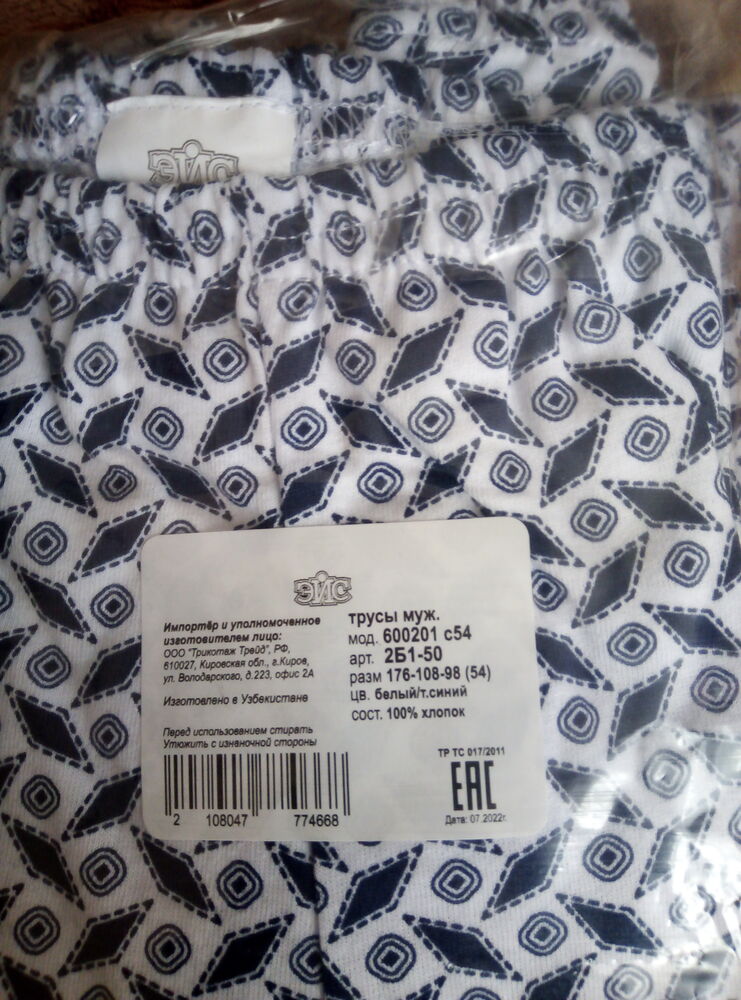 ЭЙС
ЭЙС
Импортёр и уполномоченное
изготовителем лицо:
ООО "Трикотаж Трейд", РФ,
610027, Кировская обл., г.Киров,
ул. Володарского, д.223, офис 2А
Изготовлено в Узбекистане
Перед использованием стирать
Утюжить с изнаночной стороны
2 108047 774668
трусы муж.
мод. 600201 с54
арт. 2Б1-50
разм 176-108-98 (54)
цв. белый/т.синий
сост. 100% хлопок
ТР ТС 017/2011
ЕАС
Дата: 07.2022г.